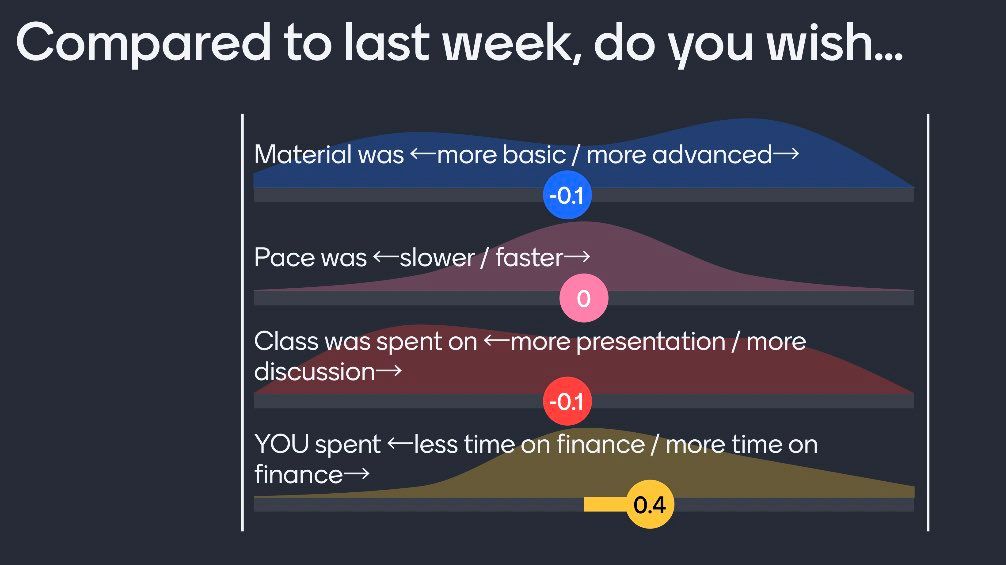 Compared to last week, do you wish...
Material was ←more basic / more advanced→
-0.1
Pace was ←slower / faster→
0
Class was spent on ←more presentation / more
discussion→
-0.1
YOU spent ←less time on finance / more time on
finance→
0.4